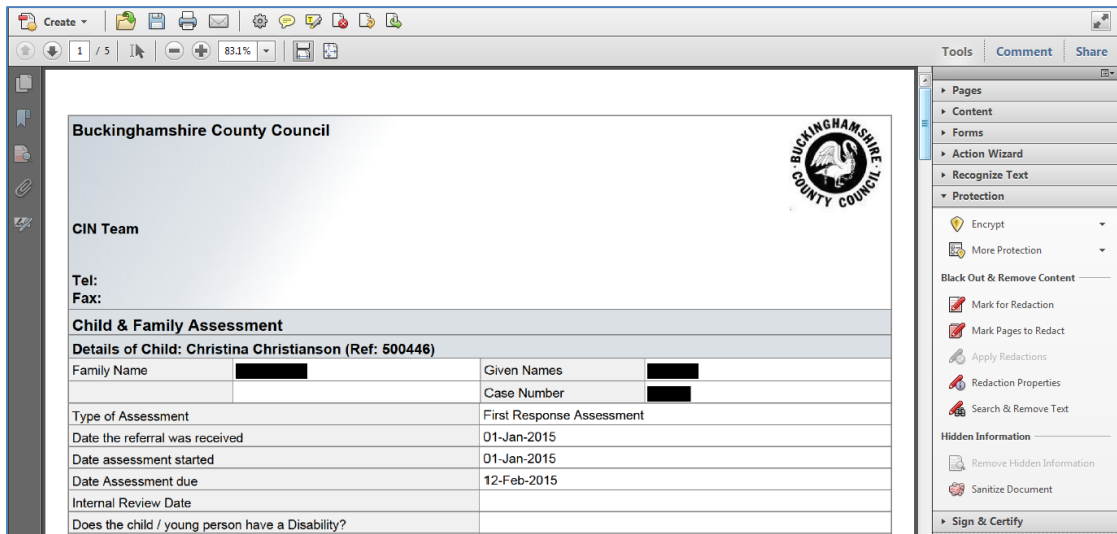 Create
1 / 5
83.1%
Tools
Comment
Share
Buckinghamshire County Council
BUCKINGHAMSHIRE
COUNTY COUNCIL
CIN Team
Tel:
Fax:
Child & Family Assessment
Details of Child: Christina Christianson (Ref: 500446)
Family Name Given Names
Case Number
Type of Assessment First Response Assessment
Date the referral was received 01-Jan-2015
Date assessment started 01-Jan-2015
Date Assessment due 12-Feb-2015
Internal Review Date
Does the child / young person have a Disability?
Pages
Content
Forms
Action Wizard
Recognize Text
Protection
Encrypt
More Protection
Black Out & Remove Content
Mark for Redaction
Mark Pages to Redact
Apply Redactions
Redaction Properties
Search & Remove Text
Hidden Information
Remove Hidden Information
Sanitize Document
Sign & Certify